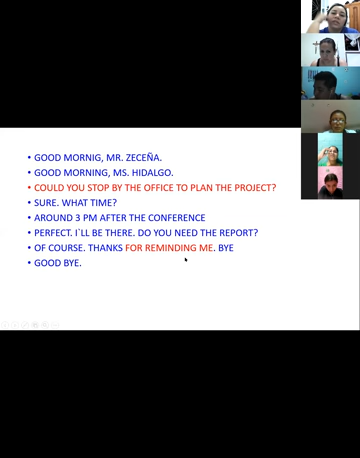 GOOD MORNIG, MR. ZECEÑA.
GOOD MORNING, MS. HIDALGO.
COULD YOU STOP BY THE OFFICE TO PLAN THE PROJECT?
SURE. WHAT TIME?
AROUND 3 PM AFTER THE CONFERENCE
PERFECT. I`LL BE THERE. DO YOU NEED THE REPORT?
OF COURSE. THANKS FOR REMINDING ME. BYE
GOOD BYE.